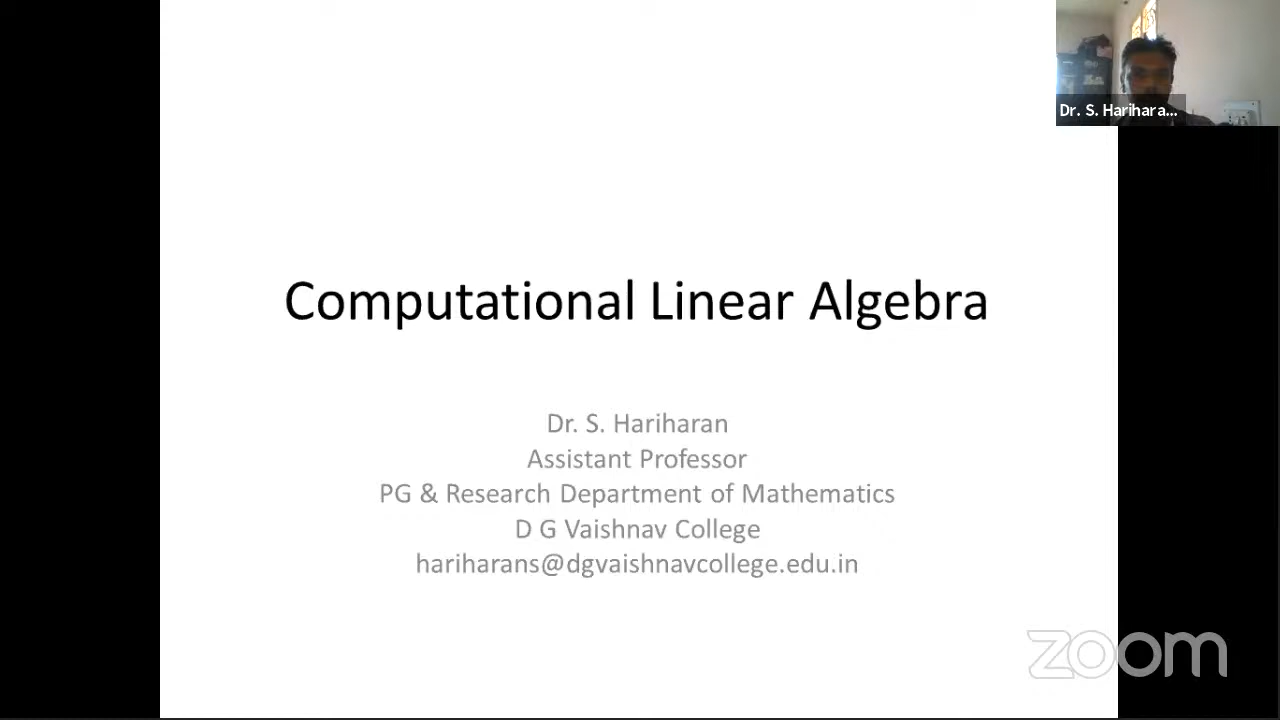 Dr. S. Harihara...
Computational Linear Algebra
Dr. S. Hariharan
Assistant Professor
PG & Research Department of Mathematics
D G Vaishnav College
hariharans@dgvaishnavcollege.edu.in
zoom